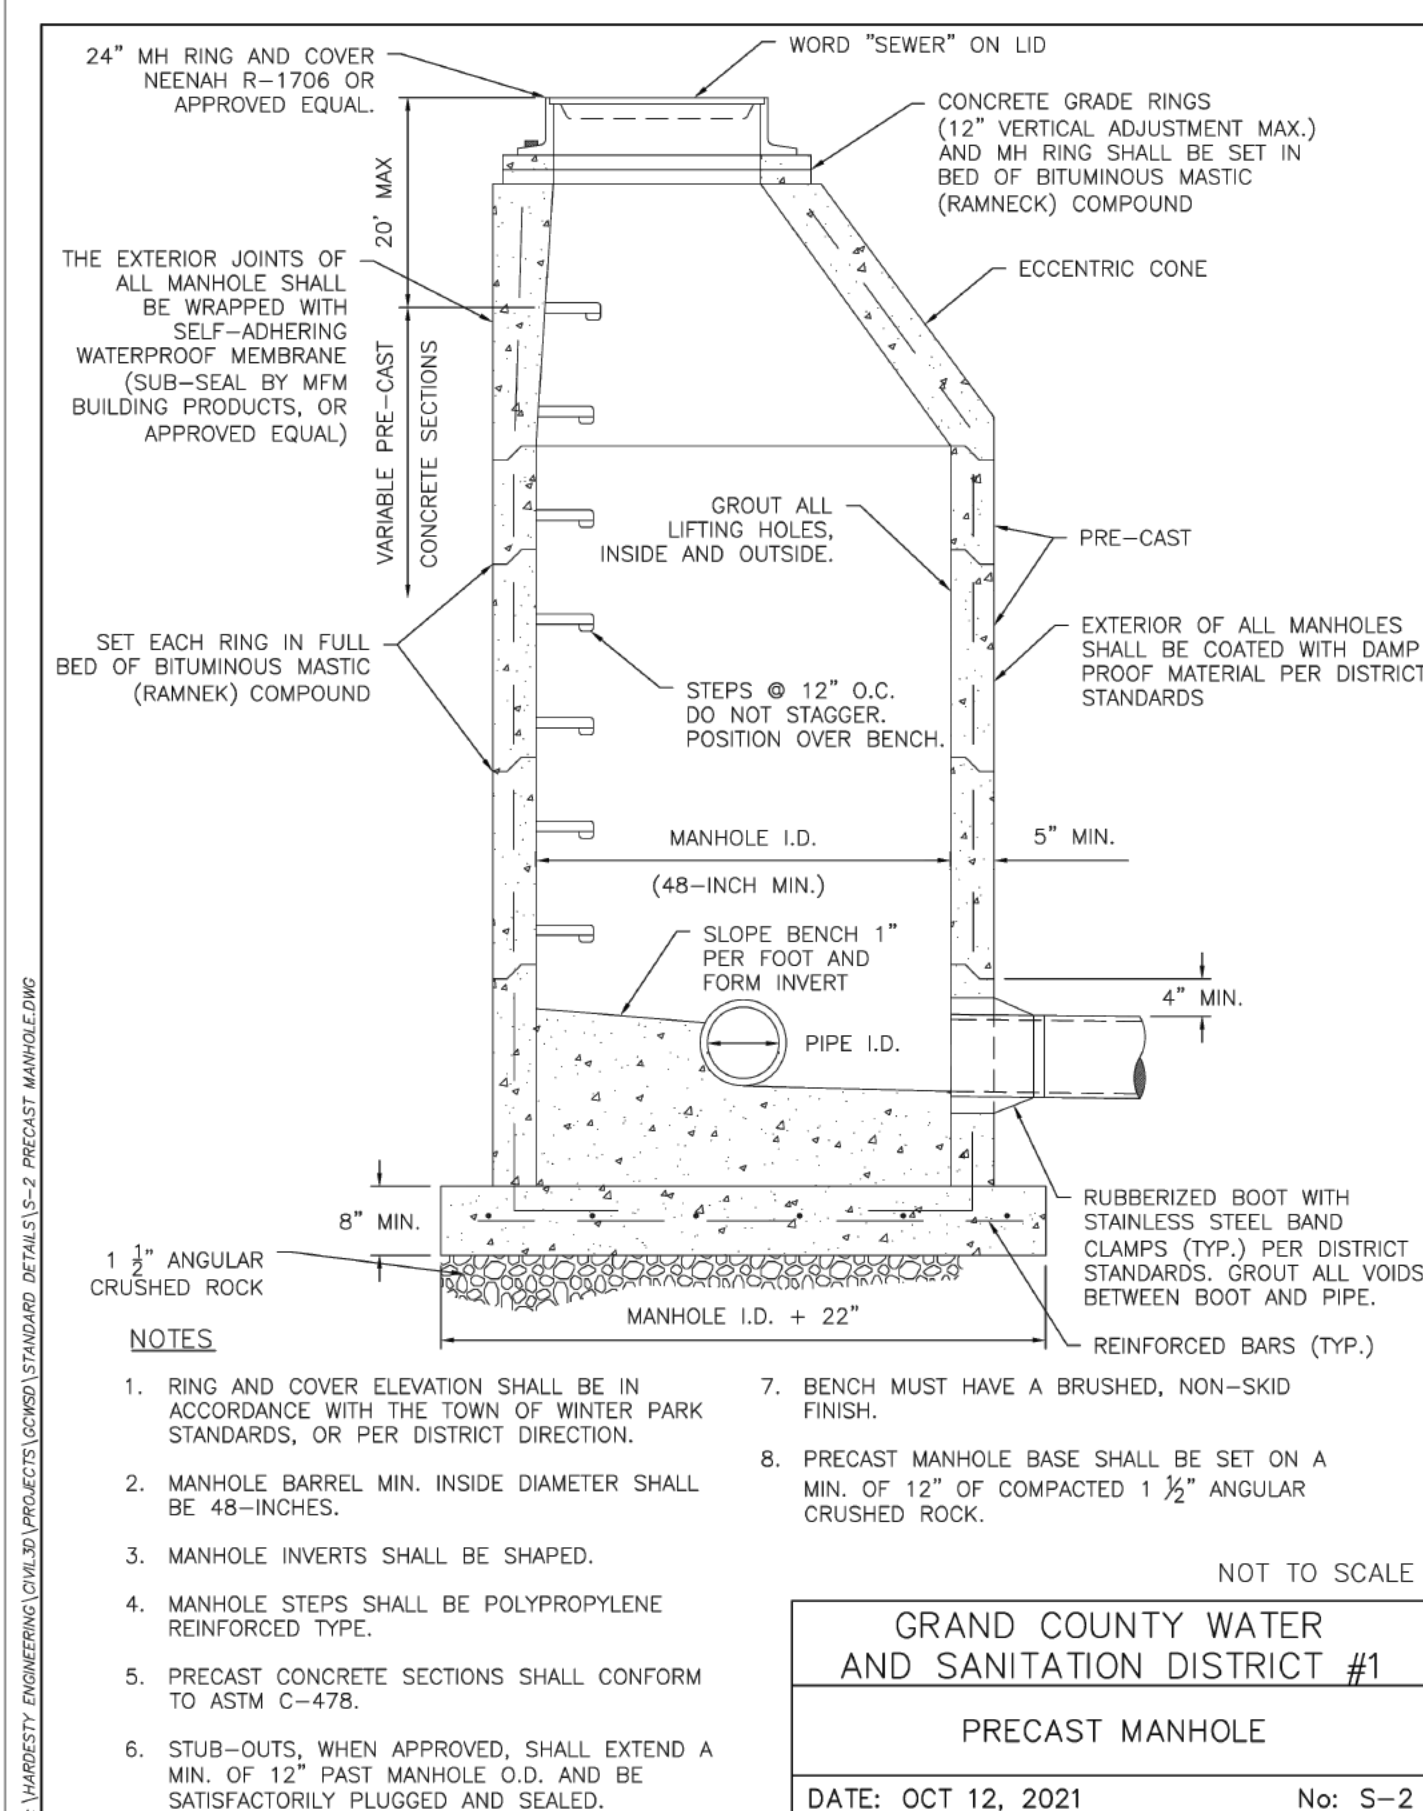 24" MH RING AND COVER
NEENAH R-1706 OR
APPROVED EQUAL.
WORD "SEWER" ON LID
CONCRETE GRADE RINGS
(12" VERTICAL ADJUSTMENT MAX.)
AND MH RING SHALL BE SET IN
BED OF BITUMINOUS MASTIC
(RAMNECK) COMPOUND
20' MAX
THE EXTERIOR JOINTS OF
ALL MANHOLE SHALL
BE WRAPPED WITH
SELF-ADHERING
WATERPROOF MEMBRANE
(SUB-SEAL BY MFM
BUILDING PRODUCTS, OR
APPROVED EQUAL)
ECCENTRIC CONE
VARIABLE PRE-CAST
CONCRETE SECTIONS
GROUT ALL
LIFTING HOLES,
INSIDE AND OUTSIDE.
PRE-CAST
SET EACH RING IN FULL
BED OF BITUMINOUS MASTIC
(RAMNEK) COMPOUND
EXTERIOR OF ALL MANHOLES
SHALL BE COATED WITH DAMP
PROOF MATERIAL PER DISTRICT
STANDARDS
STEPS @ 12" O.C.
DO NOT STAGGER.
POSITION OVER BENCH.
MANHOLE I.D.
(48-INCH MIN.)
5" MIN.
SLOPE BENCH 1"
PER FOOT AND
FORM INVERT
4" MIN.
PIPE I.D.
8" MIN.
1 1/2" ANGULAR
CRUSHED ROCK
RUBBERIZED BOOT WITH
STAINLESS STEEL BAND
CLAMPS (TYP.) PER DISTRICT
STANDARDS. GROUT ALL VOIDS
BETWEEN BOOT AND PIPE.
MANHOLE I.D. + 22"
REINFORCED BARS (TYP.)
NOTES
1. RING AND COVER ELEVATION SHALL BE IN
ACCORDANCE WITH THE TOWN OF WINTER PARK
STANDARDS, OR PER DISTRICT DIRECTION.
2. MANHOLE BARREL MIN. INSIDE DIAMETER SHALL
BE 48-INCHES.
3. MANHOLE INVERTS SHALL BE SHAPED.
4. MANHOLE STEPS SHALL BE POLYPROPYLENE
REINFORCED TYPE.
5. PRECAST CONCRETE SECTIONS SHALL CONFORM
TO ASTM C-478.
6. STUB-OUTS, WHEN APPROVED, SHALL EXTEND A
MIN. OF 12" PAST MANHOLE O.D. AND BE
SATISFACTORILY PLUGGED AND SEALED.
7. BENCH MUST HAVE A BRUSHED, NON-SKID
FINISH.
8. PRECAST MANHOLE BASE SHALL BE SET ON A
MIN. OF 12" OF COMPACTED 1 ½" ANGULAR
CRUSHED ROCK.
NOT TO SCALE
GRAND COUNTY WATER
AND SANITATION DISTRICT #1
PRECAST MANHOLE
DATE: OCT 12, 2021 No: S-2
\HARDESTY ENGINEERING\CIVIL3D\PROJECTS\GCWSD\STANDARD DETAILS\S-2 PRECAST MANHOLE.DWG